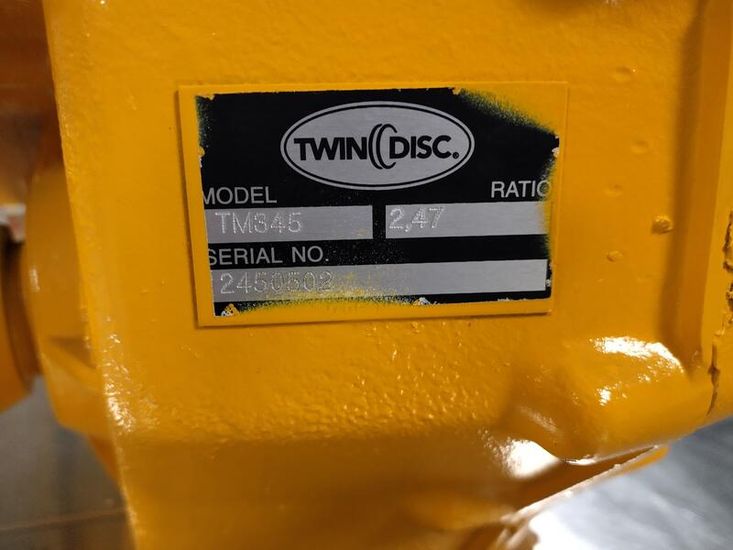 TWIN DISC.
MODEL RATIO
TM345 2,47
SERIAL NO.
2450502